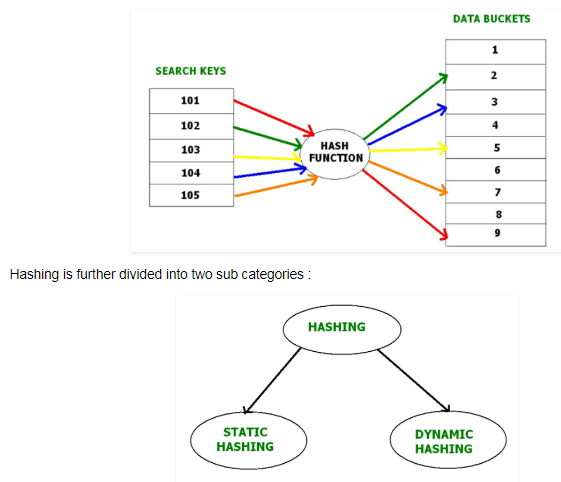 DATA BUCKETS
SEARCH KEYS
101
102
103
104
105
HASH
FUNCTION
1
2
3
4
5
6
7
8
9
Hashing is further divided into two sub categories :
HASHING
STATIC
HASHING
DYNAMIC
HASHING